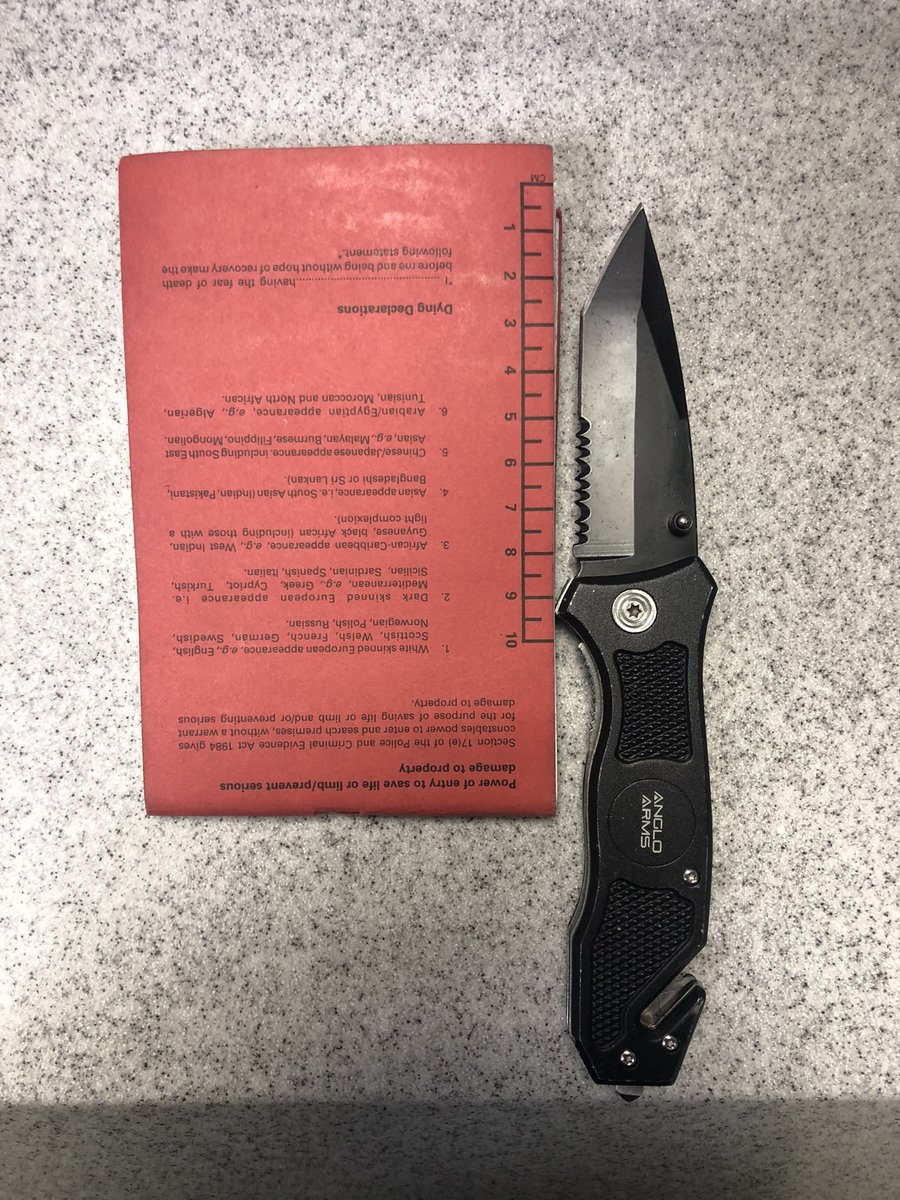 Power of entry to save life or limb/prevent serious
damage to property
Section 17(e) of the Police and Criminal Evidence Act 1984 gives
constables power to enter and search premises, without a warrant
for the purpose of saving life or limb and/or preventing serious
damage to property.
1. White skinned European appearance, e.g., English,
Scottish, Welsh, French, German, Swedish,
Norwegian, Polish, Russian.
2. Dark skinned European appearance i.e.
Mediterranean, e.g., Greek, Cypriot, Turkish,
Sicilian, Sardinian, Spanish, Italian.
3. African-Caribbean appearance, e.g., West Indian,
Guyanese, black African (including those with a
light complexion).
4. Asian appearance, i.e. South Asian (Indian, Pakistani,
Bangladeshi or Sri Lankan).
5. Chinese/Japanese appearance. including South East
Asian, e.g., Malayan, Burmese, Filippino, Mongolian.
6. Arabian/Egyptian appearance, e.g., Algerian,
Tunisian, Moroccan and North African.
Dying Declarations
"I ..........................................having the fear of death
before me and being without hope of recovery make the
following statement."
CM
1
2
3
4
5
6
7
8
9
10
ANGLO
ARMS